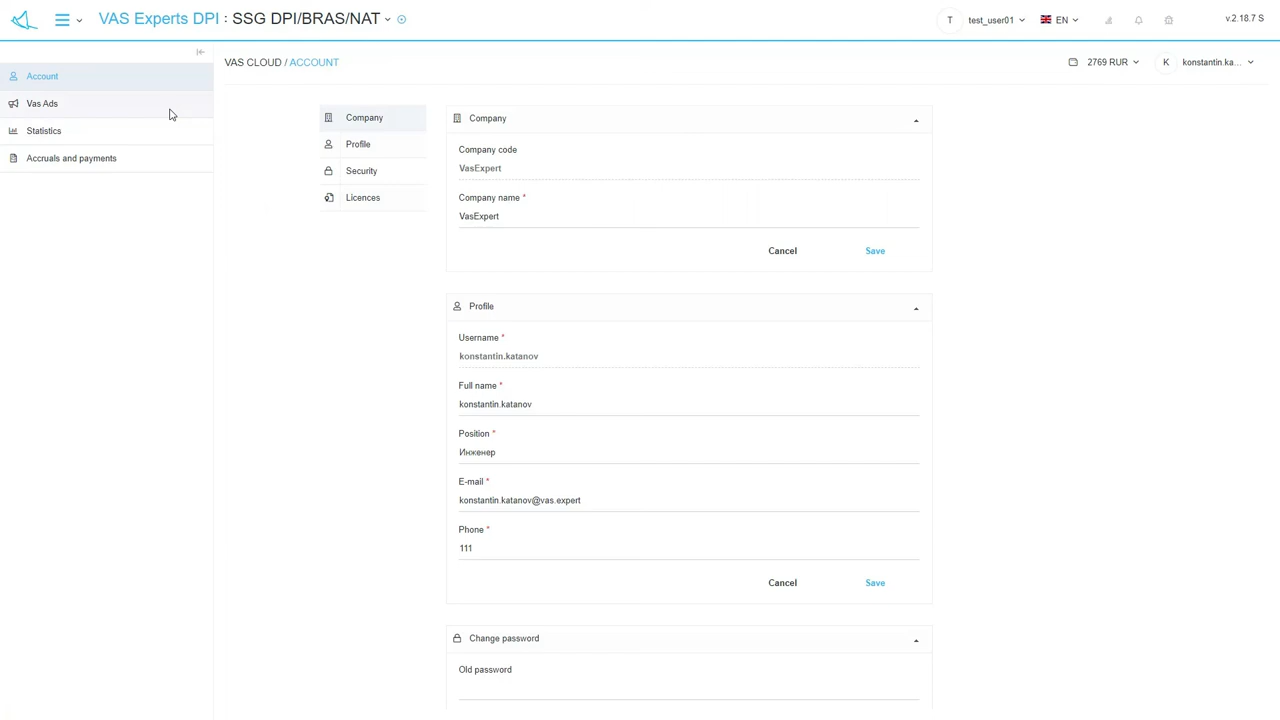 VAS Experts DPI : SSG DPI/BRAS/NAT
T test_user01 EN v.2.18.7 S
VAS CLOUD / ACCOUNT
2769 RUR K konstantin.ka...
Account
Vas Ads
Statistics
Accruals and payments
Company
Profile
Security
Licences
Company
Company code
VasExpert
Company name *
VasExpert
Cancel Save
Profile
Username *
konstantin.katanov
Full name *
konstantin.katanov
Position *
Инженер
E-mail *
konstantin.katanov@vas.expert
Phone *
111
Cancel Save
Change password
Old password